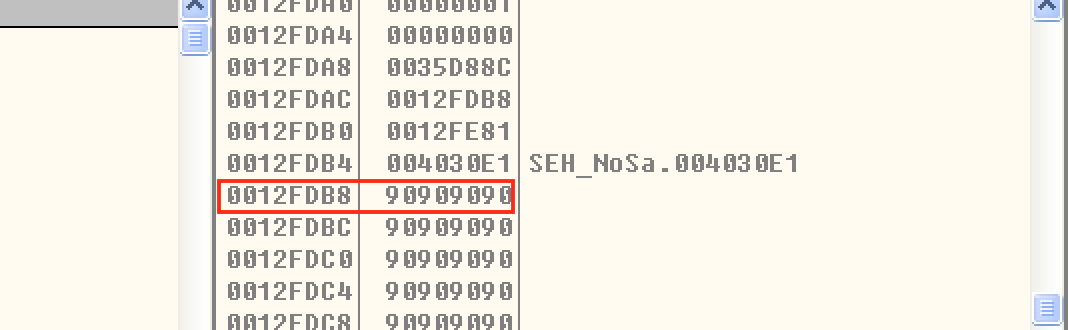 0012FDA0 00000001
0012FDA4 00000000
0012FDA8 0035D88C
0012FDAC 0012FDB8
0012FDB0 0012FE81
0012FDB4 004030E1 SEH_NoSa.004030E1
0012FDB8 90909090
0012FDBC 90909090
0012FDC0 90909090
0012FDC4 90909090
0012FDC8 90909090